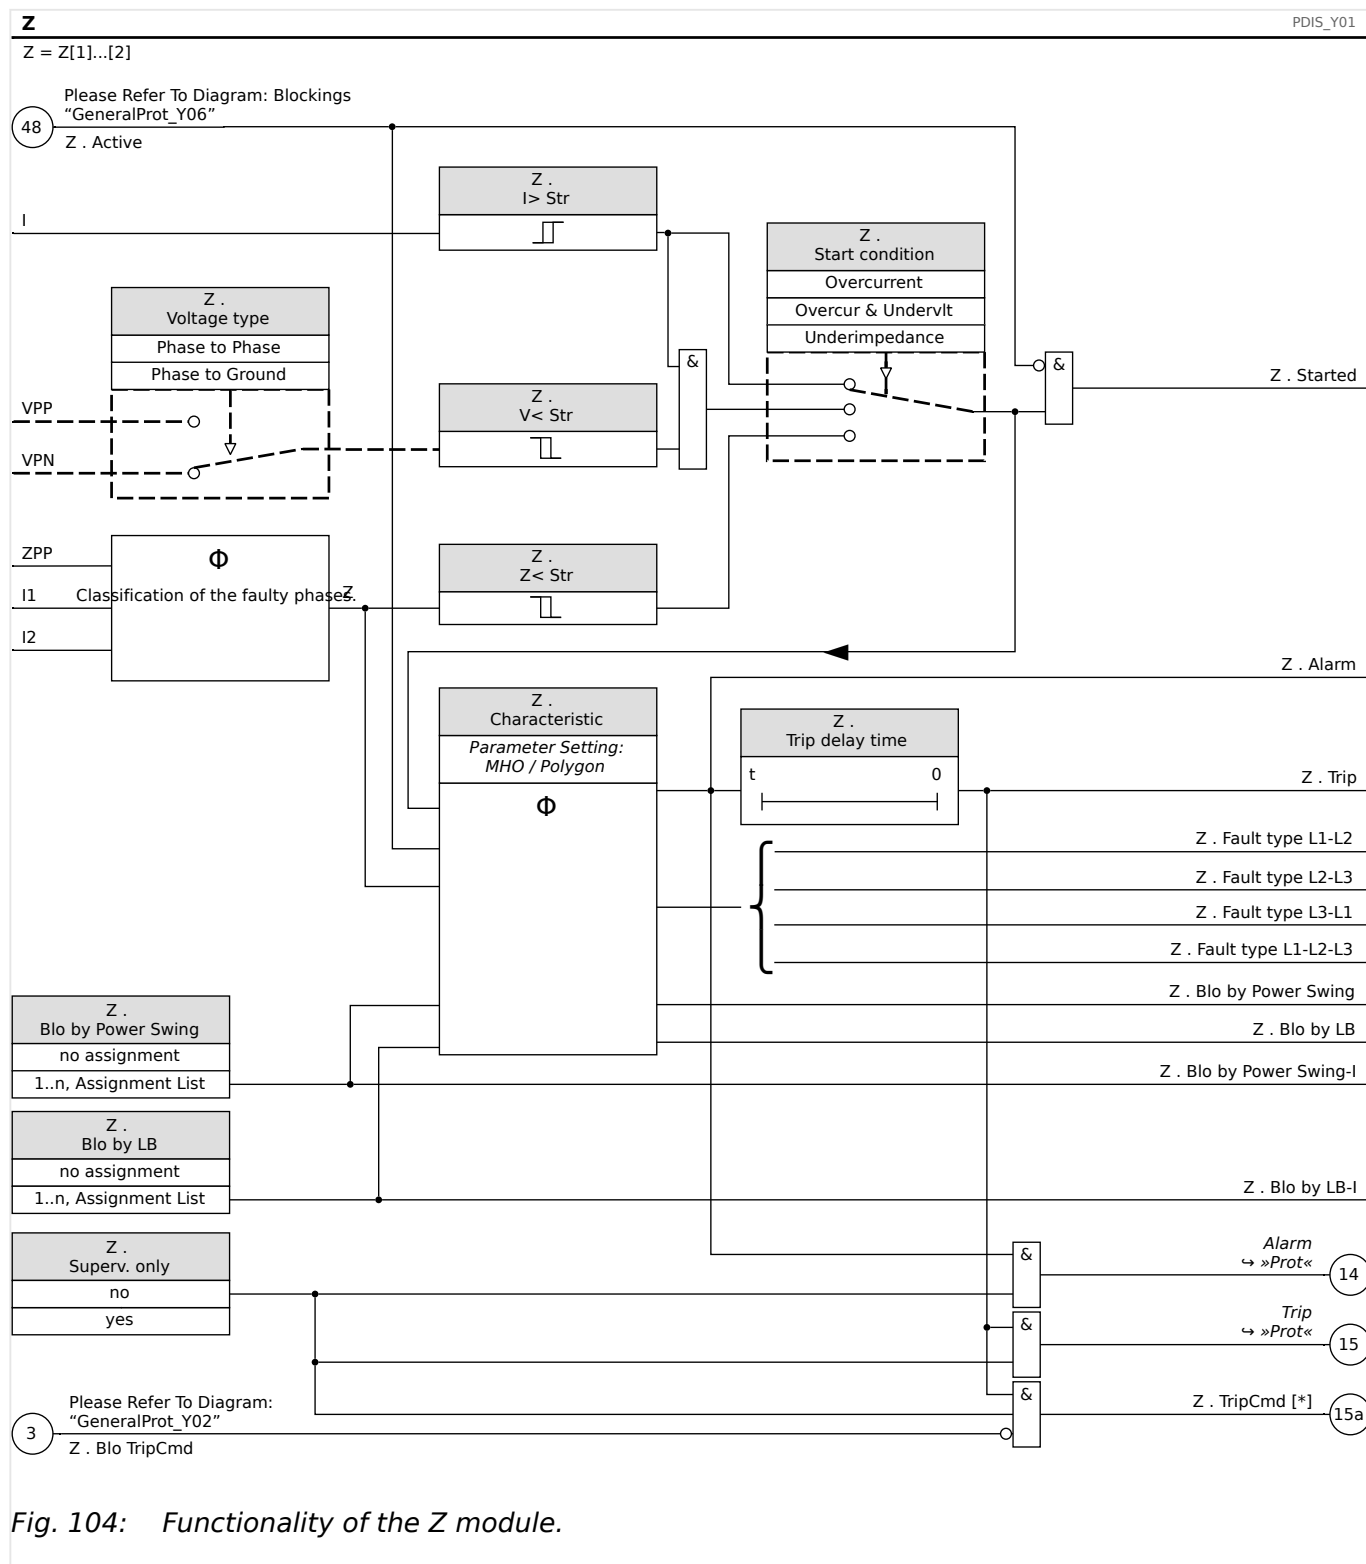 Z
PDIS_Y01
Z = Z[1]...[2]
Please Refer To Diagram: Blockings
“GeneralProt_Y06”
48
Z . Active
Z .
I> Str
I
Z .
Start condition
Overcurrent
Overcur & Undervlt
Underimpedance
Z .
Voltage type
Phase to Phase
Phase to Ground
&
&
Z . Started
VPP
VPN
Z .
V< Str
ZPP
I1
I2
Φ
Classification of the faulty phases.
Z
Z .
Z< Str
Z . Alarm
Z .
Characteristic
Parameter Setting:
MHO / Polygon
Φ
Z .
Trip delay time
t
0
Z . Trip
Z . Fault type L1-L2
Z . Fault type L2-L3
Z . Fault type L3-L1
Z . Fault type L1-L2-L3
Z . Blo by Power Swing
Z . Blo by LB
Z . Blo by Power Swing-I
Z .
Blo by Power Swing
no assignment
1..n, Assignment List
Z .
Blo by LB
no assignment
1..n, Assignment List
Z . Blo by LB-I
Z .
Superv. only
no
yes
&
Alarm
↪ »Prot«
14
&
Trip
↪ »Prot«
15
&
Z . TripCmd [*]
15a
Please Refer To Diagram:
“GeneralProt_Y02”
3
Z . Blo TripCmd
Fig. 104: Functionality of the Z module.